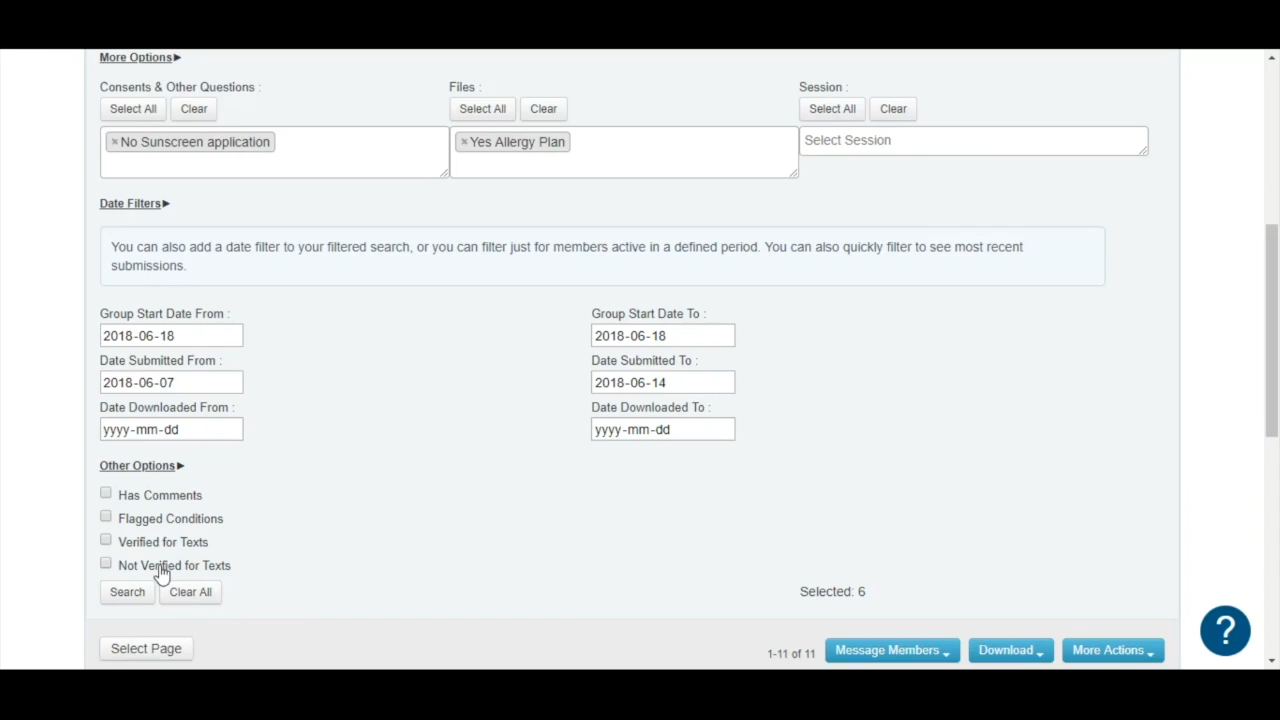 More Options▶
Consents & Other Questions : Files : Session :
Select All Clear Select All Clear Select All Clear
×No Sunscreen application ×Yes Allergy Plan Select Session
Date Filters▶
You can also add a date filter to your filtered search, or you can filter just for members active in a defined period. You can also quickly filter to see most recent
submissions.
Group Start Date From : Group Start Date To :
2018-06-18 2018-06-18
Date Submitted From : Date Submitted To :
2018-06-07 2018-06-14
Date Downloaded From : Date Downloaded To :
yyyy-mm-dd yyyy-mm-dd
Other Options▶
Has Comments
Flagged Conditions
Verified for Texts
Not Verified for Texts
Search Clear All Selected: 6
Select Page 1-11 of 11 Message Members Download More Actions
?